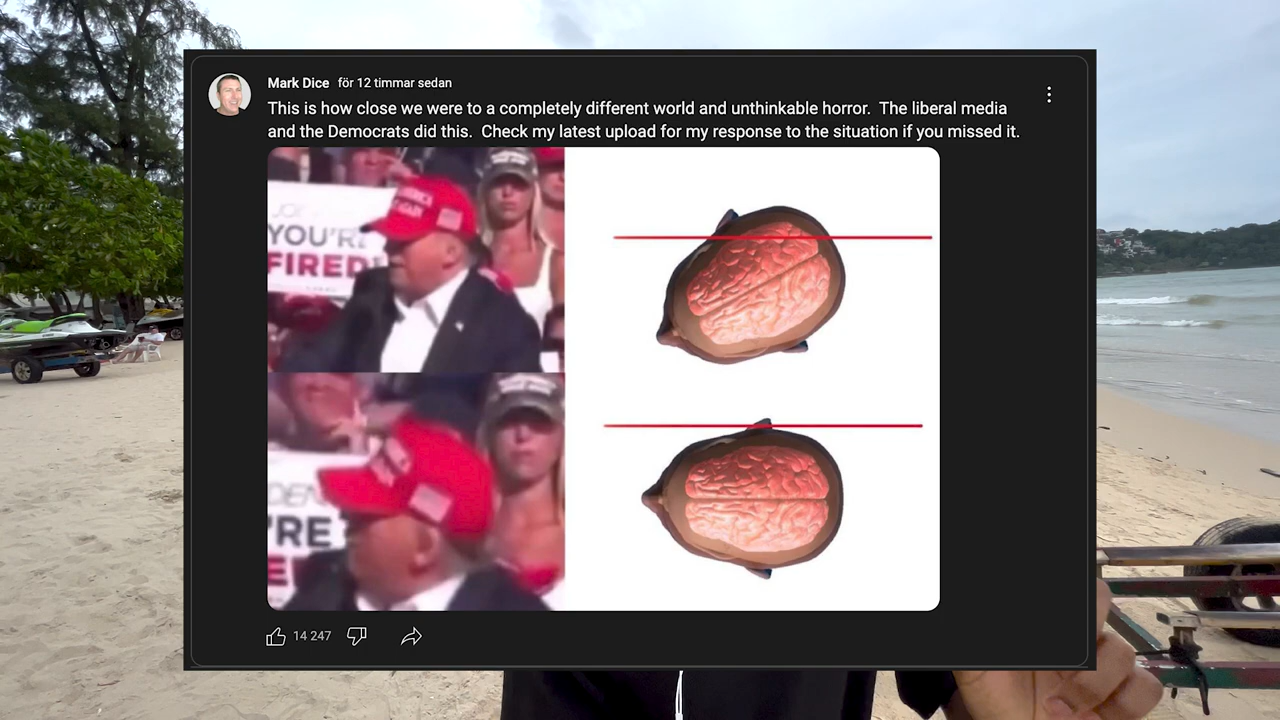 Mark Dice för 12 timmar sedan
This is how close we were to a completely different world and unthinkable horror. The liberal media
and the Democrats did this. Check my latest upload for my response to the situation if you missed it.
YOU'RE
FIRED!
'RE
14 247